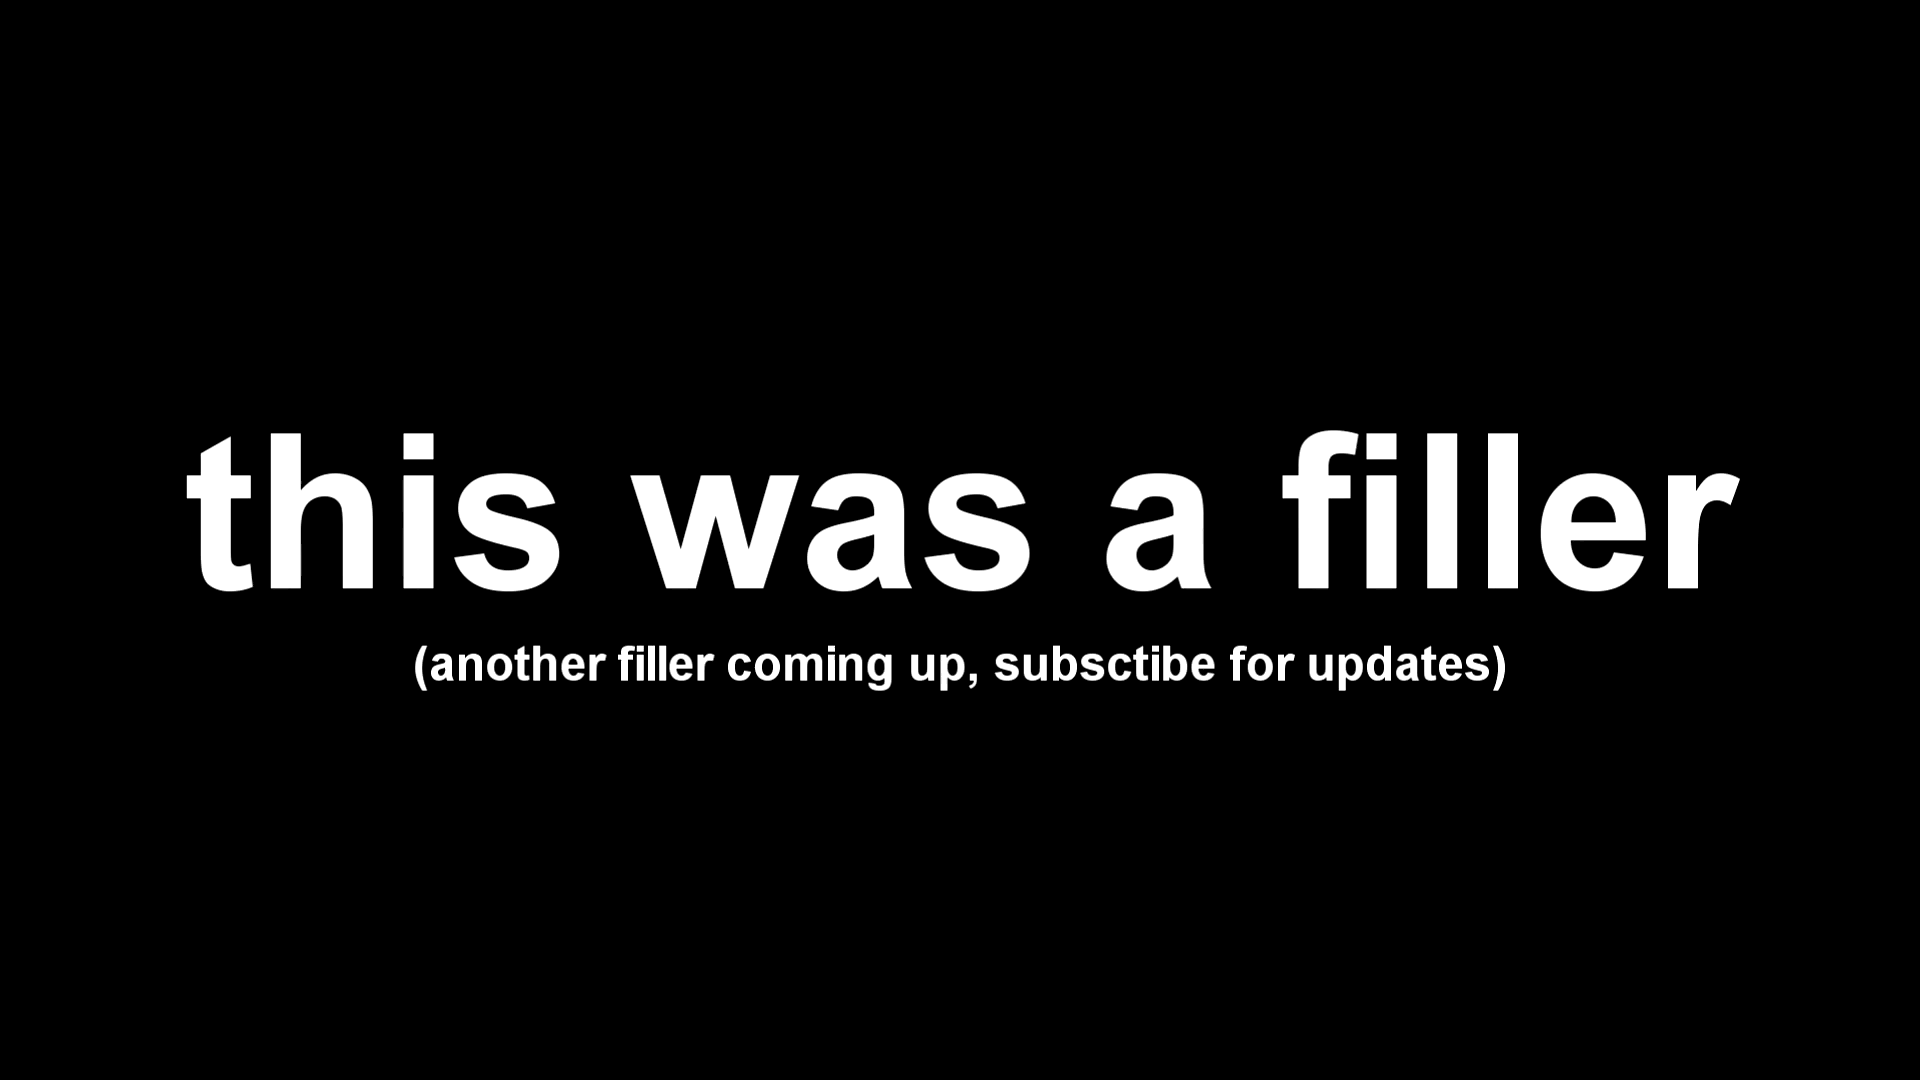 this was a filler
(another filler coming up, subsctibe for updates)